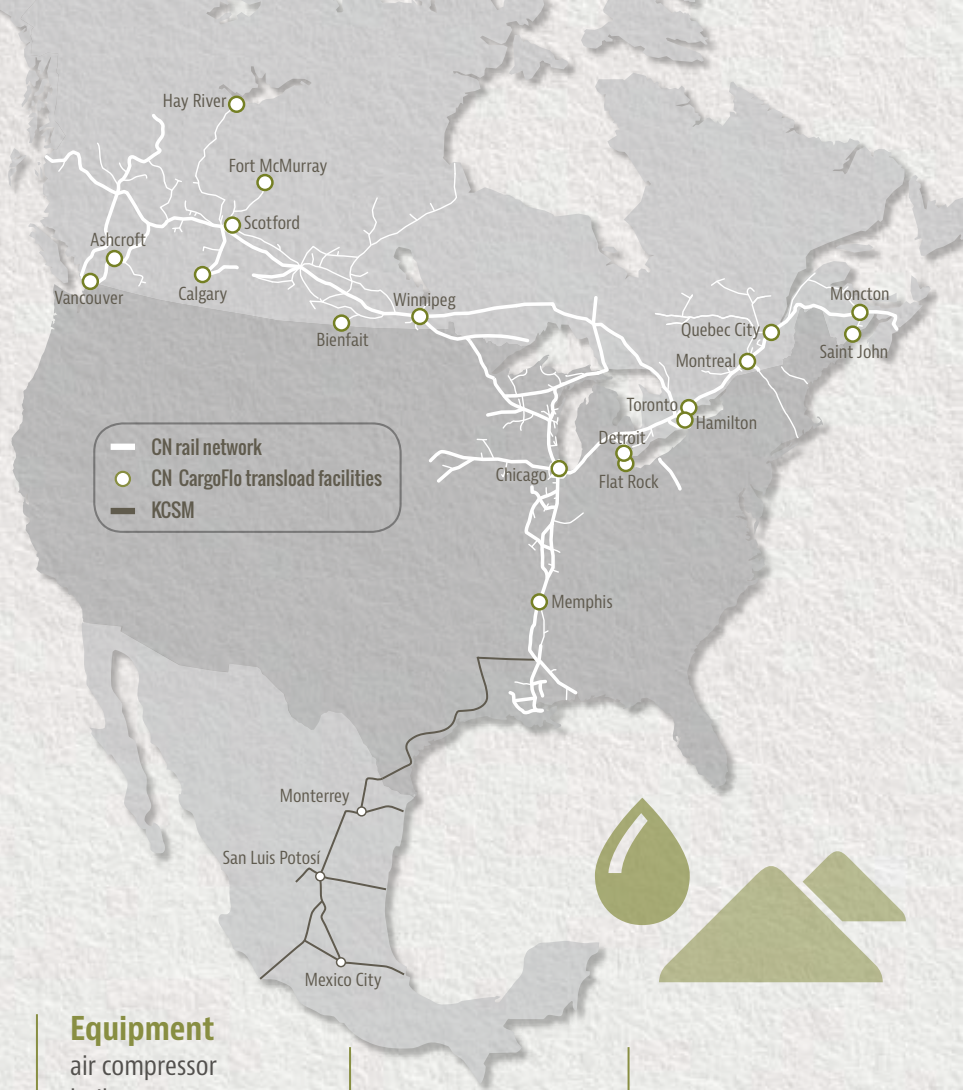 Hay River
Fort McMurray
Scotford
Ashcroft
Vancouver
Calgary
Winnipeg
Bienfait
Moncton
Quebec City
Saint John
Montreal
Toronto
Hamilton
Detroit
Flat Rock
Chicago
CN rail network
CN CargoFlo transload facilities
KCSM
Memphis
Monterrey
San Luis Potosí
Mexico City
Equipment
air compressor